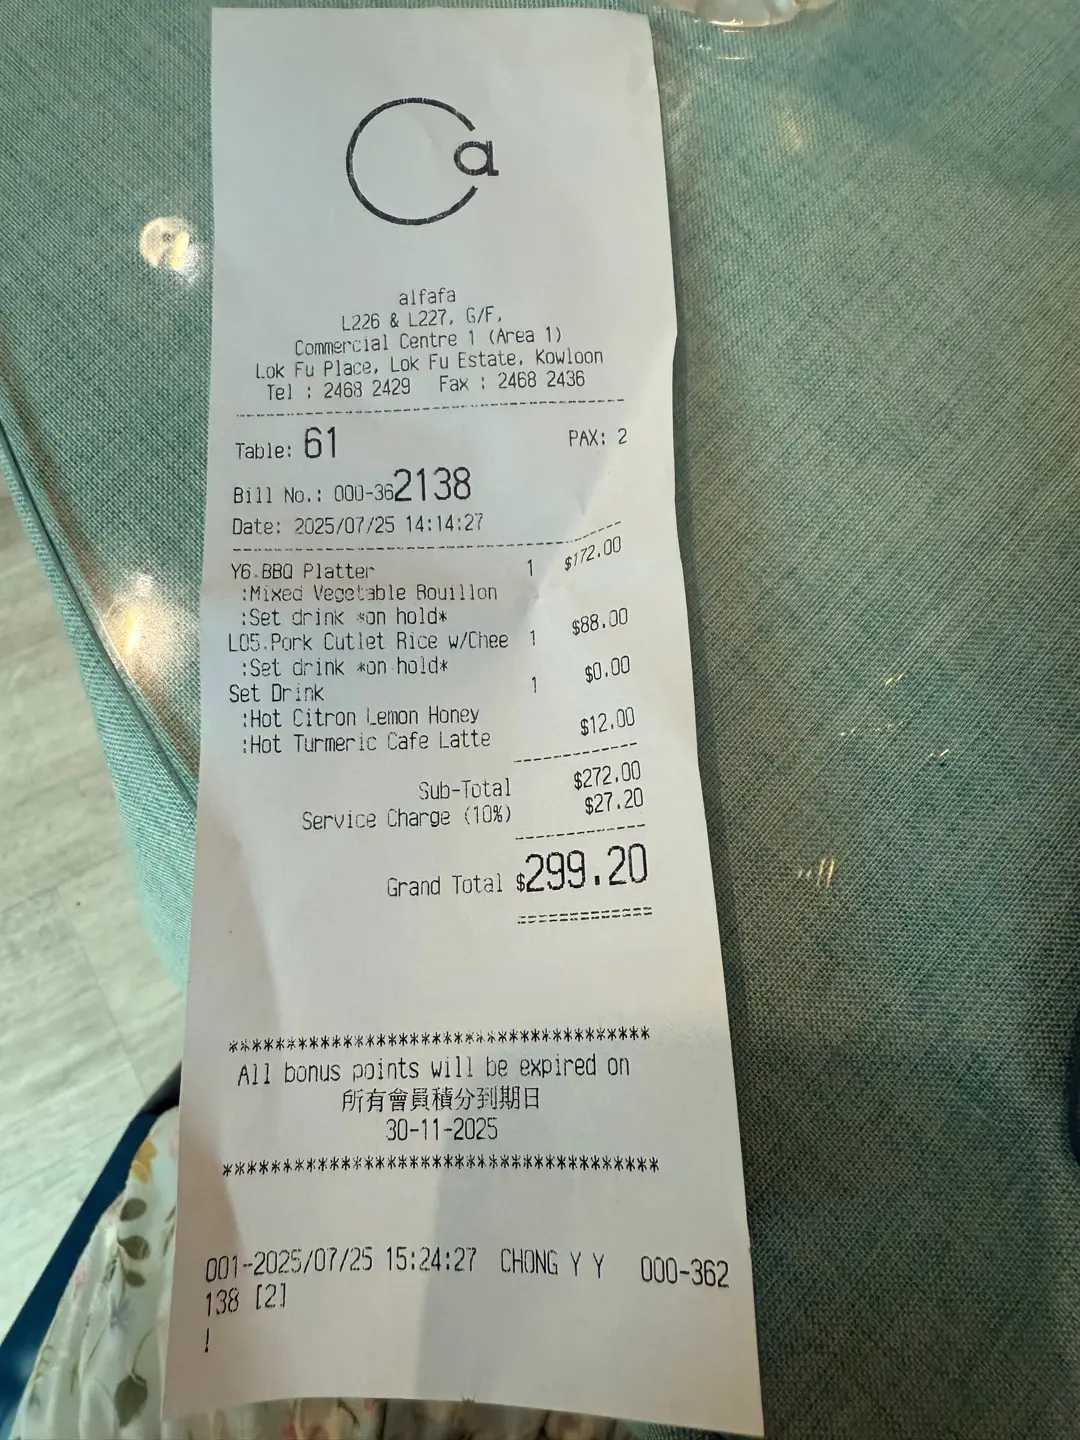 a
alfafa
L226 & L227, G/F,
Commercial Centre 1 (Area 1)
Lok Fu Place, Lok Fu Estate, Kowloon
Tel : 2468 2429 Fax : 2468 2436
Table: 61 PAX: 2
Bill No.: 000-362138
Date: 2025/07/25 14:14:27
Y6.BBQ Platter 1 $172.00
:Mixed Vegetable Bouillon
:Set drink *on hold*
L05.Pork Cutlet Rice w/Chee 1 $88.00
:Set drink *on hold*
Set Drink 1 $0.00
:Hot Citron Lemon Honey
:Hot Turmeric Cafe Latte $12.00
Sub-Total $272.00
Service Charge (10%) $27.20
Grand Total $299.20
=============
************************************
All bonus points will be expired on
所有會員積分到期日
30-11-2025
************************************
001-2025/07/25 15:24:27 CHONG Y Y 000-362
138 [2]
!